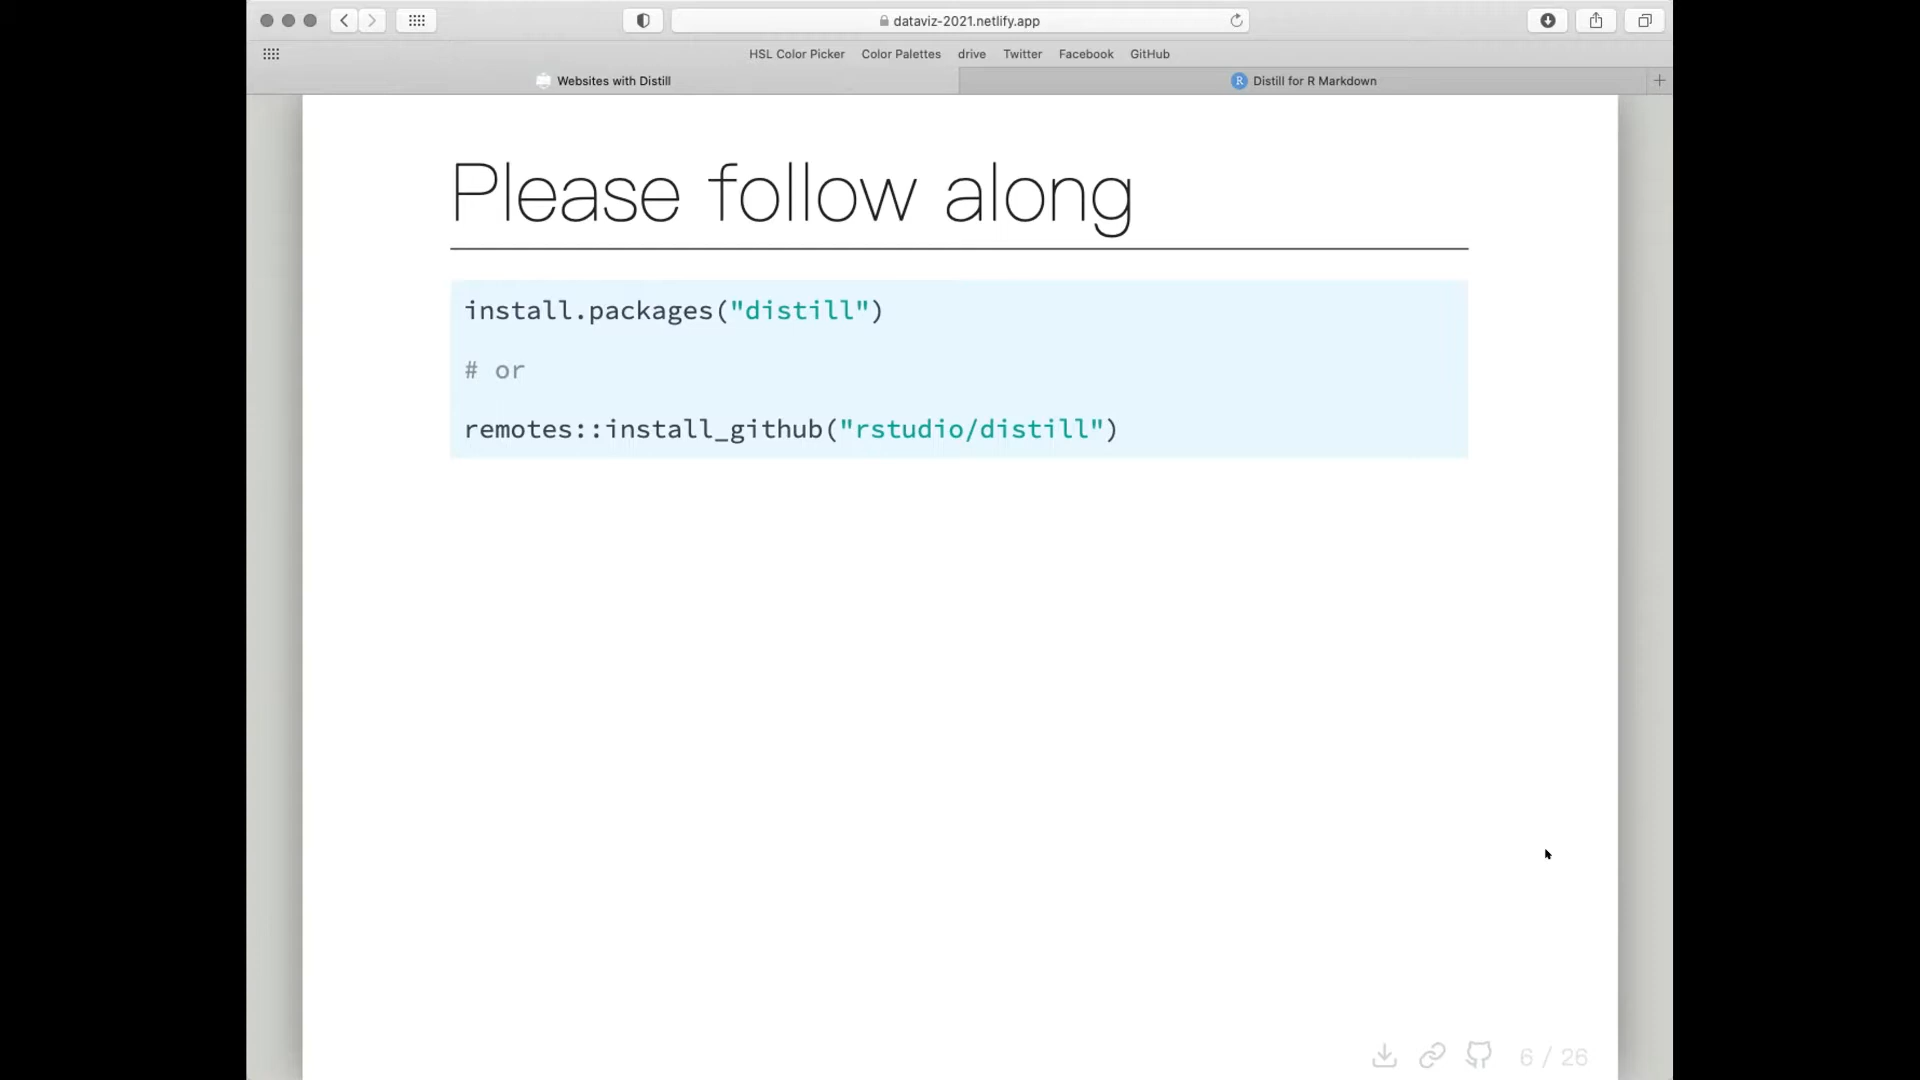 dataviz-2021.netlify.app
HSL Color Picker Color Palettes drive Twitter Facebook GitHub
Websites with Distill
R Distill for R Markdown
Please follow along
install.packages("distill")
# or
remotes::install_github("rstudio/distill")
6 / 26